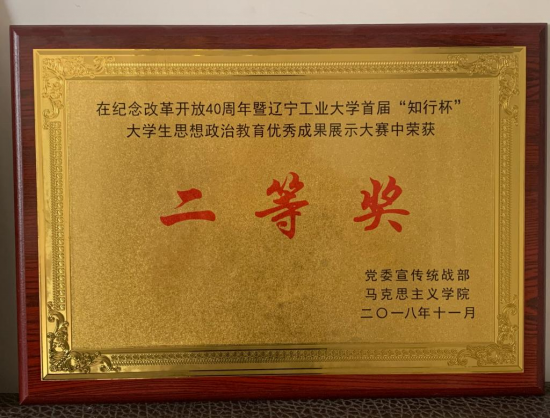 在纪念改革开放40周年暨辽宁工业大学首届“知行杯”
大学生思想政治教育优秀成果展示大赛中荣获
二等奖
党委宣传统战部
马克思主义学院
二〇一八年十一月